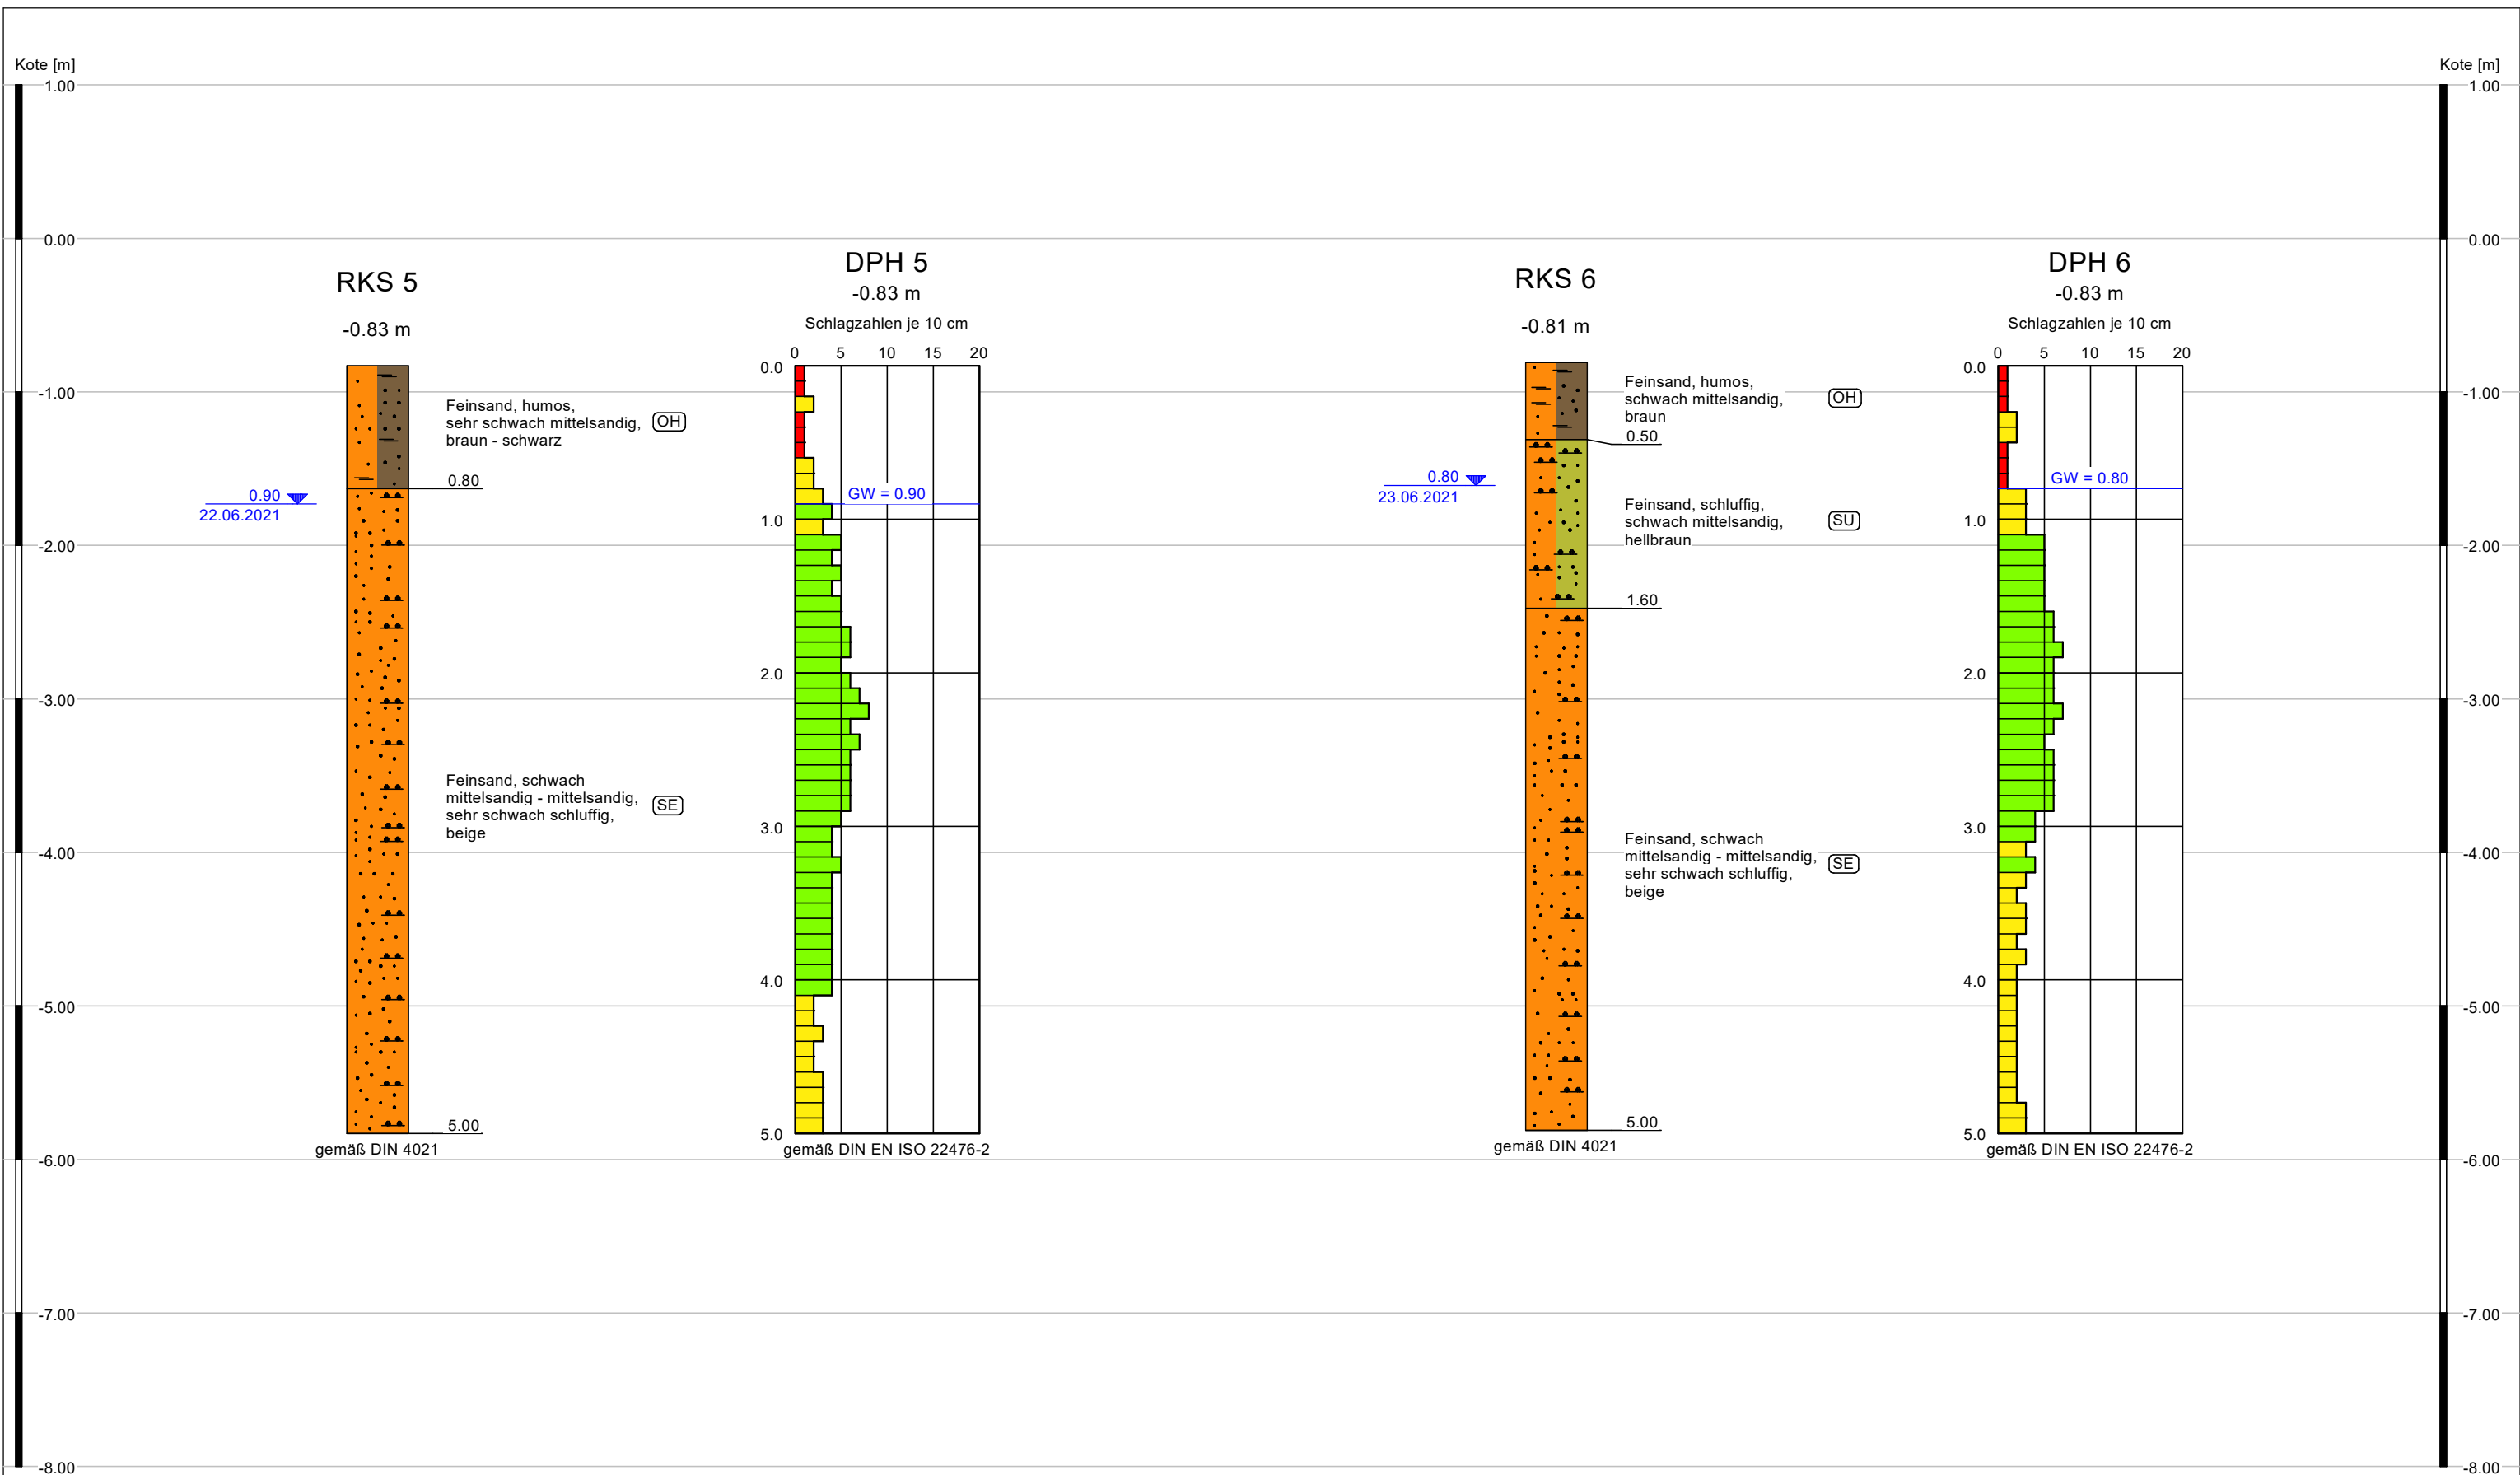 Kote [m]
1.00
0.00
-1.00
-2.00
-3.00
-4.00
-5.00
-6.00
-7.00
-8.00
RKS 5
-0.83 m
Feinsand, humos,
sehr schwach mittelsandig,
braun - schwarz
OH
0.80
0.90
22.06.2021
Feinsand, schwach
mittelsandig - mittelsandig,
sehr schwach schluffig,
beige
SE
5.00
gemäß DIN 4021
DPH 5
-0.83 m
Schlagzahlen je 10 cm
0 5 10 15 20
0.0
GW = 0.90
1.0
2.0
3.0
4.0
5.0
gemäß DIN EN ISO 22476-2
RKS 6
-0.81 m
Feinsand, humos,
schwach mittelsandig,
braun
OH
0.50
0.80
23.06.2021
Feinsand, schluffig,
schwach mittelsandig,
hellbraun
SU
1.60
Feinsand, schwach
mittelsandig - mittelsandig,
sehr schwach schluffig,
beige
SE
5.00
gemäß DIN 4021
DPH 6
-0.83 m
Schlagzahlen je 10 cm
0 5 10 15 20
0.0
GW = 0.80
1.0
2.0
3.0
4.0
5.0
gemäß DIN EN ISO 22476-2
Kote [m]
1.00
0.00
-1.00
-2.00
-3.00
-4.00
-5.00
-6.00
-7.00
-8.00